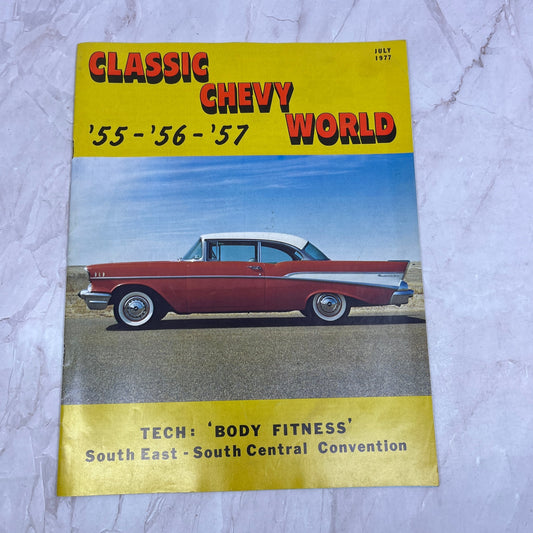 JULY
1977
CLASSIC
CHEVY
'55-'56-'57 WORLD
TECH: 'BODY FITNESS'
South East - South Central Convention